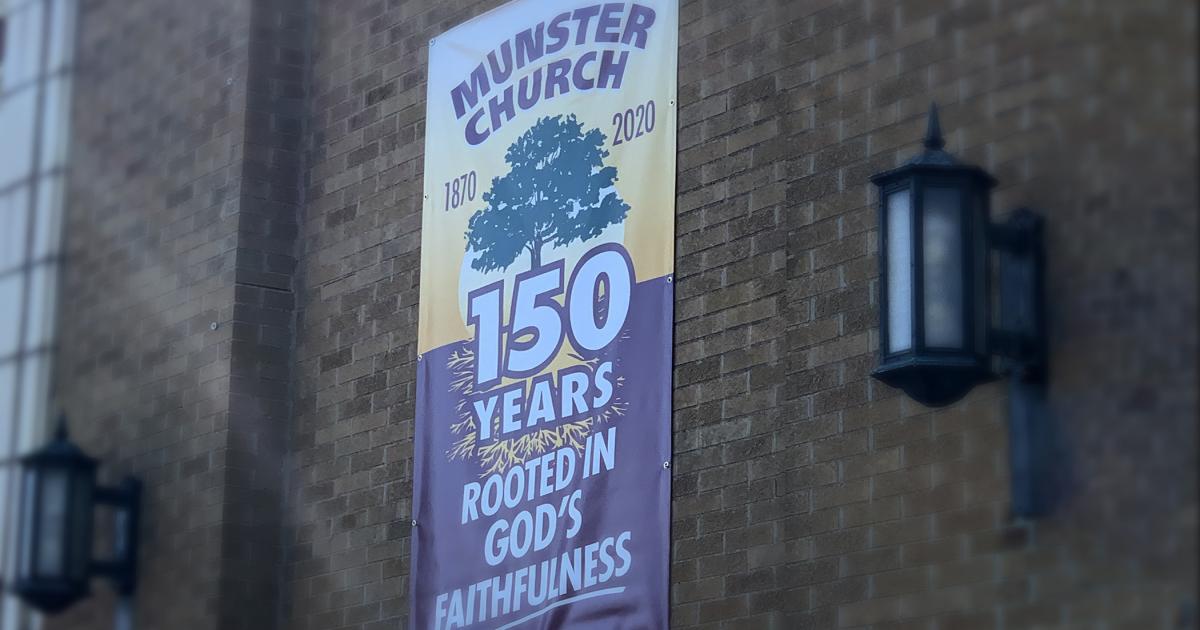 MUNSTER
CHURCH
1870
2020
150
YEARS
ROOTED IN
GOD'S
FAITHFULNESS